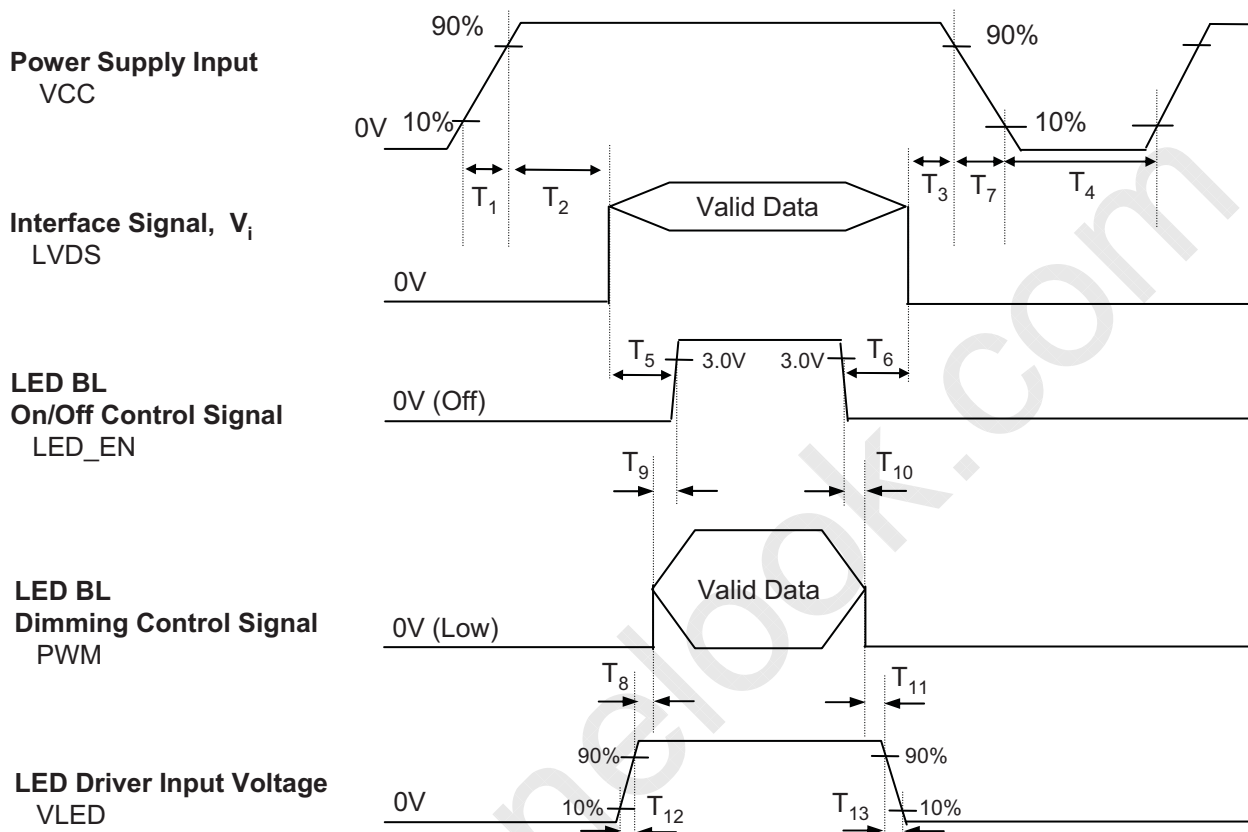 90%
90%
Power Supply Input
VCC
0V 10%
10%
T1
T2
T3
T7
T4
Interface Signal, Vi
LVDS
Valid Data
0V
T5
3.0V
3.0V
T6
LED BL
On/Off Control Signal
LED_EN
0V (Off)
T9
T10
LED BL
Dimming Control Signal
PWM
Valid Data
0V (Low)
T8
T11
90%
90%
LED Driver Input Voltage
VLED
0V
10%
T12
T13
10%
nelook.com